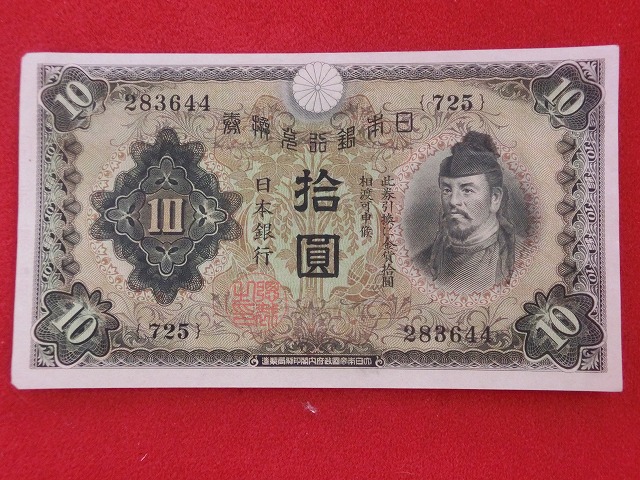 10
10
283644
{725}
日本銀行兌換券
10
日本銀行
拾圓
此券引換に金貨拾圓
相渡可申候
{725}
283644
10
10
大日本帝國政府内閣印刷局製造